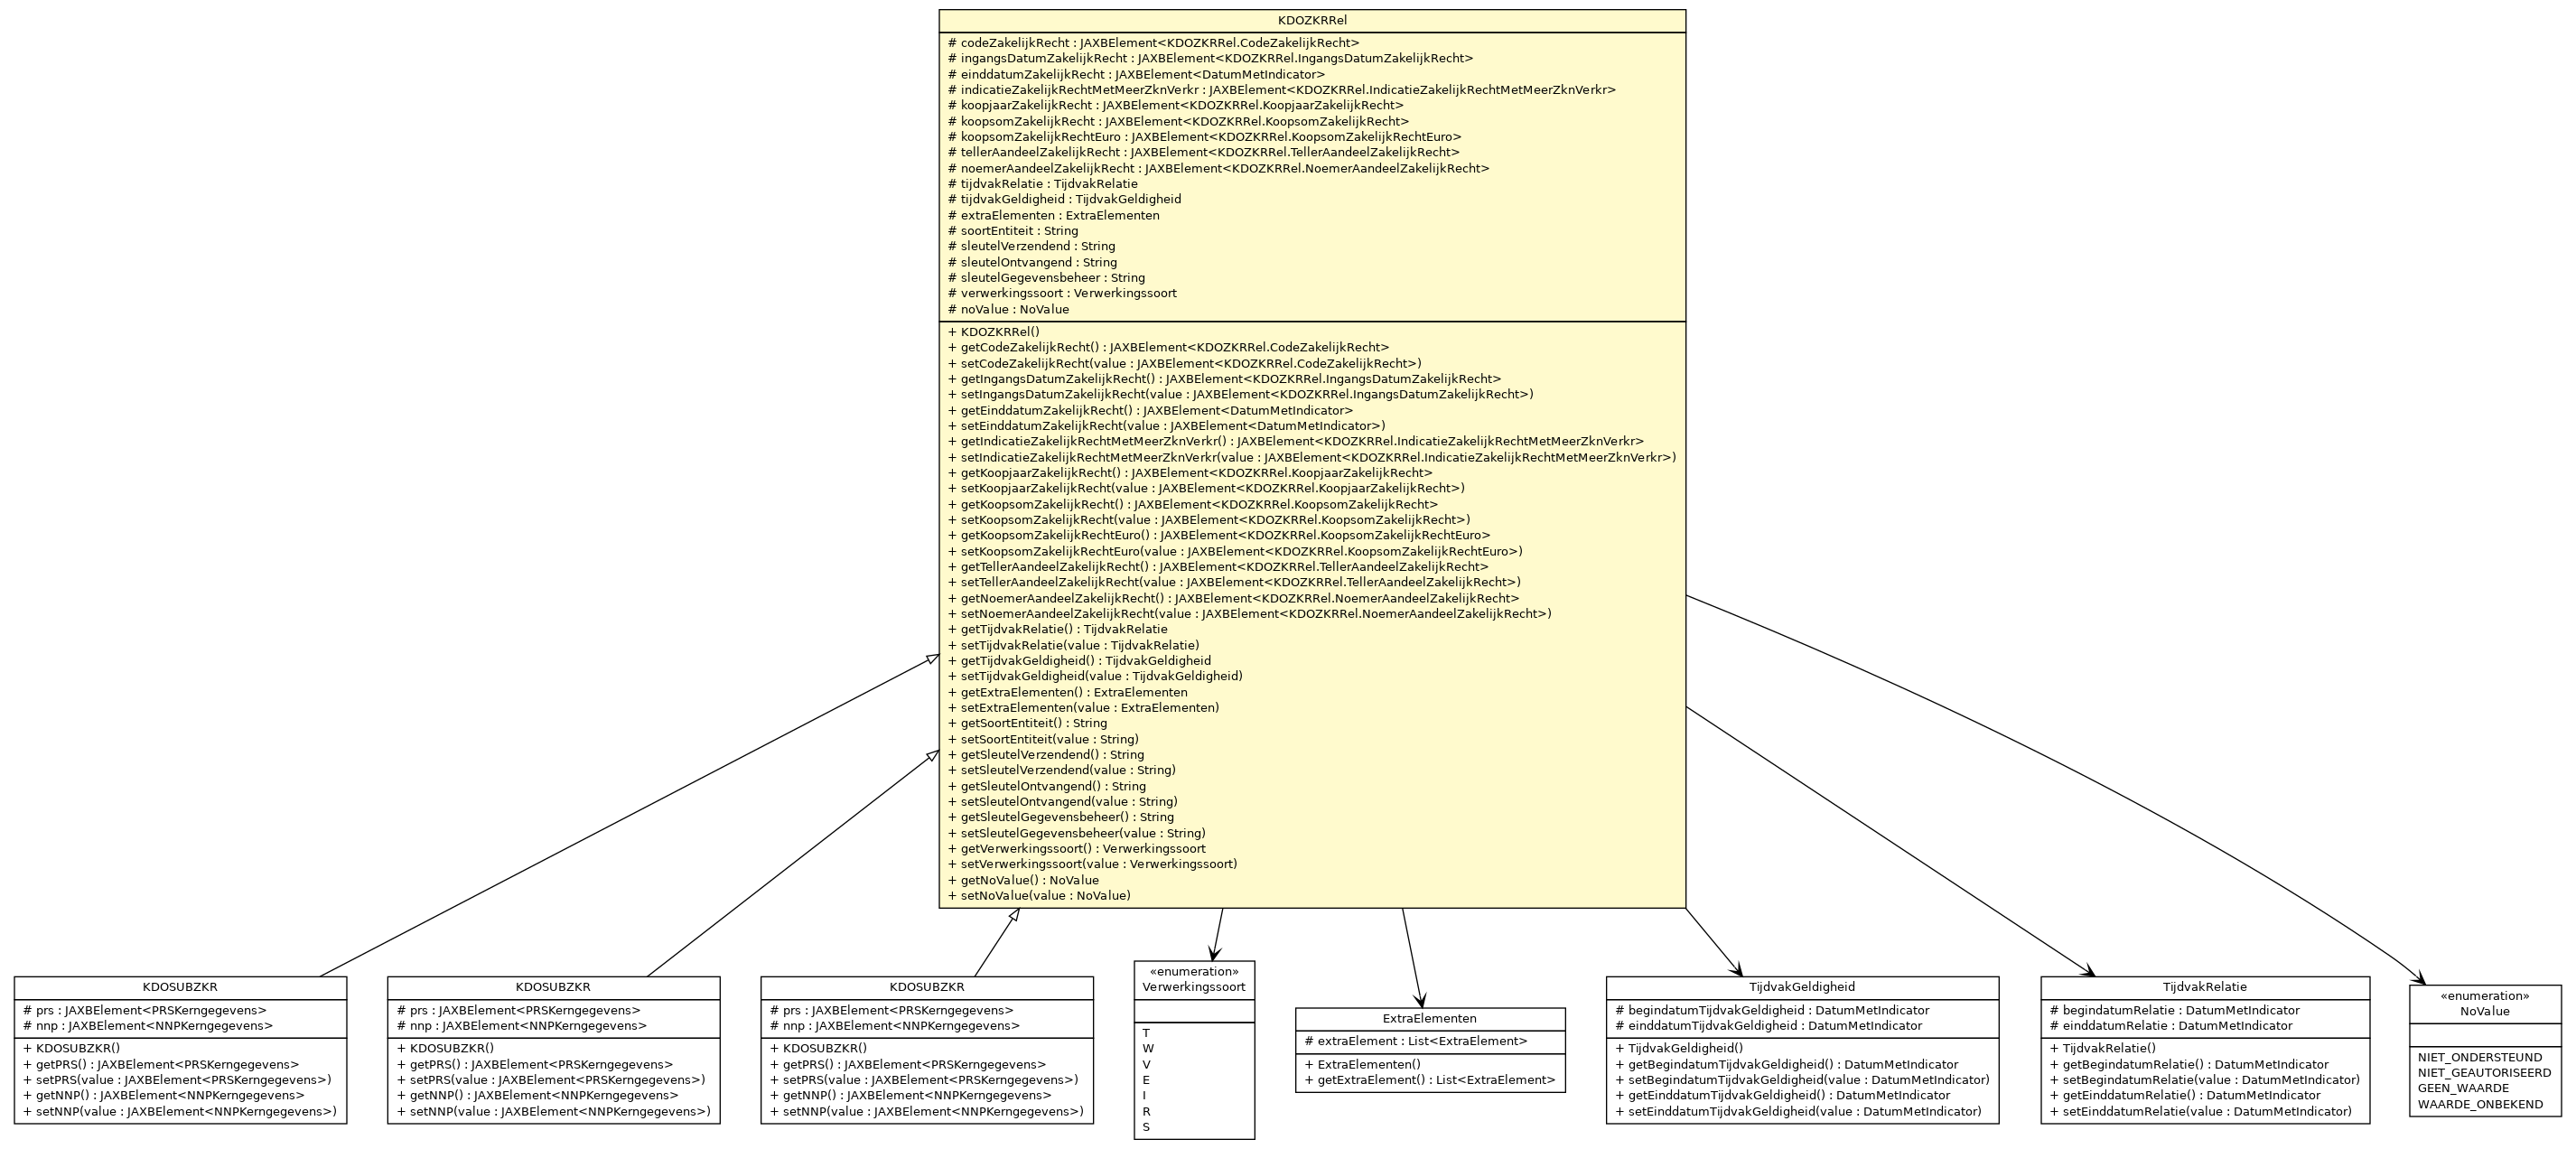 KDOZKRRel
# codeZakelijkRecht : JAXBElement<KDOZKRRel.CodeZakelijkRecht>
# ingangsDatumZakelijkRecht : JAXBElement<KDOZKRRel.IngangsDatumZakelijkRecht>
# einddatumZakelijkRecht : JAXBElement<DatumMetIndicator>
# indicatieZakelijkRechtMetMeerZknVerkr : JAXBElement<KDOZKRRel.IndicatieZakelijkRechtMetMeerZknVerkr>
# koopjaarZakelijkRecht : JAXBElement<KDOZKRRel.KoopjaarZakelijkRecht>
# koopsomZakelijkRecht : JAXBElement<KDOZKRRel.KoopsomZakelijkRecht>
# koopsomZakelijkRechtEuro : JAXBElement<KDOZKRRel.KoopsomZakelijkRechtEuro>
# tellerAandeelZakelijkRecht : JAXBElement<KDOZKRRel.TellerAandeelZakelijkRecht>
# noemerAandeelZakelijkRecht : JAXBElement<KDOZKRRel.NoemerAandeelZakelijkRecht>
# tijdvakRelatie : TijdvakRelatie
# tijdvakGeldigheid : TijdvakGeldigheid
# extraElementen : ExtraElementen
# soortEntiteit : String
# sleutelVerzendend : String
# sleutelOntvangend : String
# sleutelGegevensbeheer : String
# verwerkingssoort : Verwerkingssoort
# noValue : NoValue
+ KDOZKRRel()
+ getCodeZakelijkRecht() : JAXBElement<KDOZKRRel.CodeZakelijkRecht>
+ setCodeZakelijkRecht(value : JAXBElement<KDOZKRRel.CodeZakelijkRecht>)
+ getIngangsDatumZakelijkRecht() : JAXBElement<KDOZKRRel.IngangsDatumZakelijkRecht>
+ setIngangsDatumZakelijkRecht(value : JAXBElement<KDOZKRRel.IngangsDatumZakelijkRecht>)
+ getEinddatumZakelijkRecht() : JAXBElement<DatumMetIndicator>
+ setEinddatumZakelijkRecht(value : JAXBElement<DatumMetIndicator>)
+ getIndicatieZakelijkRechtMetMeerZknVerkr() : JAXBElement<KDOZKRRel.IndicatieZakelijkRechtMetMeerZknVerkr>
+ setIndicatieZakelijkRechtMetMeerZknVerkr(value : JAXBElement<KDOZKRRel.IndicatieZakelijkRechtMetMeerZknVerkr>)
+ getKoopjaarZakelijkRecht() : JAXBElement<KDOZKRRel.KoopjaarZakelijkRecht>
+ setKoopjaarZakelijkRecht(value : JAXBElement<KDOZKRRel.KoopjaarZakelijkRecht>)
+ getKoopsomZakelijkRecht() : JAXBElement<KDOZKRRel.KoopsomZakelijkRecht>
+ setKoopsomZakelijkRecht(value : JAXBElement<KDOZKRRel.KoopsomZakelijkRecht>)
+ getKoopsomZakelijkRechtEuro() : JAXBElement<KDOZKRRel.KoopsomZakelijkRechtEuro>
+ setKoopsomZakelijkRechtEuro(value : JAXBElement<KDOZKRRel.KoopsomZakelijkRechtEuro>)
+ getTellerAandeelZakelijkRecht() : JAXBElement<KDOZKRRel.TellerAandeelZakelijkRecht>
+ setTellerAandeelZakelijkRecht(value : JAXBElement<KDOZKRRel.TellerAandeelZakelijkRecht>)
+ getNoemerAandeelZakelijkRecht() : JAXBElement<KDOZKRRel.NoemerAandeelZakelijkRecht>
+ setNoemerAandeelZakelijkRecht(value : JAXBElement<KDOZKRRel.NoemerAandeelZakelijkRecht>)
+ getTijdvakRelatie() : TijdvakRelatie
+ setTijdvakRelatie(value : TijdvakRelatie)
+ getTijdvakGeldigheid() : TijdvakGeldigheid
+ setTijdvakGeldigheid(value : TijdvakGeldigheid)
+ getExtraElementen() : ExtraElementen
+ setExtraElementen(value : ExtraElementen)
+ getSoortEntiteit() : String
+ setSoortEntiteit(value : String)
+ getSleutelVerzendend() : String
+ setSleutelVerzendend(value : String)
+ getSleutelOntvangend() : String
+ setSleutelOntvangend(value : String)
+ getSleutelGegevensbeheer() : String
+ setSleutelGegevensbeheer(value : String)
+ getVerwerkingssoort() : Verwerkingssoort
+ setVerwerkingssoort(value : Verwerkingssoort)
+ getNoValue() : NoValue
+ setNoValue(value : NoValue)
KDOSUBZKR
# prs : JAXBElement<PRSKerngegevens>
# nnp : JAXBElement<NNPKerngegevens>
+ KDOSUBZKR()
+ getPRS() : JAXBElement<PRSKerngegevens>
+ setPRS(value : JAXBElement<PRSKerngegevens>)
+ getNNP() : JAXBElement<NNPKerngegevens>
+ setNNP(value : JAXBElement<NNPKerngegevens>)
KDOSUBZKR
# prs : JAXBElement<PRSKerngegevens>
# nnp : JAXBElement<NNPKerngegevens>
+ KDOSUBZKR()
+ getPRS() : JAXBElement<PRSKerngegevens>
+ setPRS(value : JAXBElement<PRSKerngegevens>)
+ getNNP() : JAXBElement<NNPKerngegevens>
+ setNNP(value : JAXBElement<NNPKerngegevens>)
KDOSUBZKR
# prs : JAXBElement<PRSKerngegevens>
# nnp : JAXBElement<NNPKerngegevens>
+ KDOSUBZKR()
+ getPRS() : JAXBElement<PRSKerngegevens>
+ setPRS(value : JAXBElement<PRSKerngegevens>)
+ getNNP() : JAXBElement<NNPKerngegevens>
+ setNNP(value : JAXBElement<NNPKerngegevens>)
«enumeration»
Verwerkingssoort
T
W
V
E
I
R
S
ExtraElementen
# extraElement : List<ExtraElement>
+ ExtraElementen()
+ getExtraElement() : List<ExtraElement>
TijdvakGeldigheid
# begindatumTijdvakGeldigheid : DatumMetIndicator
# einddatumTijdvakGeldigheid : DatumMetIndicator
+ TijdvakGeldigheid()
+ getBegindatumTijdvakGeldigheid() : DatumMetIndicator
+ setBegindatumTijdvakGeldigheid(value : DatumMetIndicator)
+ getEinddatumTijdvakGeldigheid() : DatumMetIndicator
+ setEinddatumTijdvakGeldigheid(value : DatumMetIndicator)
TijdvakRelatie
# begindatumRelatie : DatumMetIndicator
# einddatumRelatie : DatumMetIndicator
+ TijdvakRelatie()
+ getBegindatumRelatie() : DatumMetIndicator
+ setBegindatumRelatie(value : DatumMetIndicator)
+ getEinddatumRelatie() : DatumMetIndicator
+ setEinddatumRelatie(value : DatumMetIndicator)
«enumeration»
NoValue
NIET_ONDERSTEUND
NIET_GEAUTORISEERD
GEEN_WAARDE
WAARDE_ONBEKEND